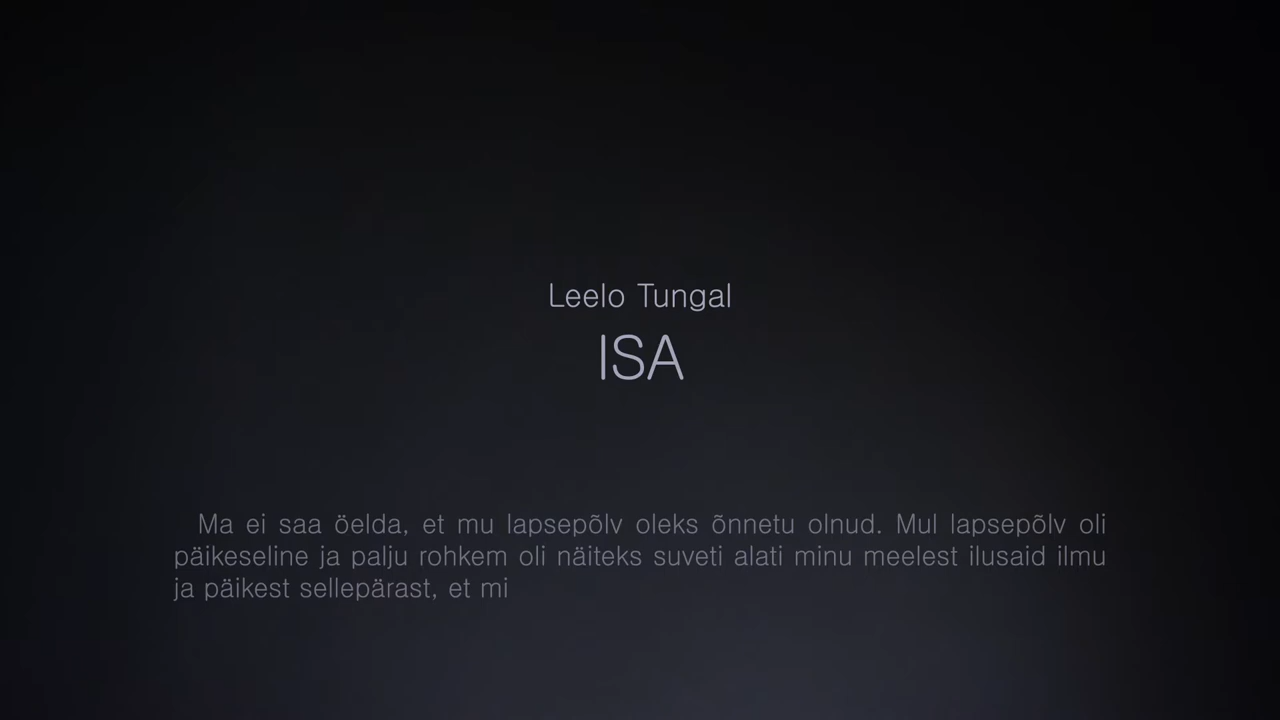 Leelo Tungal
ISA
Ma ei saa öelda, et mu lapsepõlv oleks õnnetu olnud. Mul lapsepõlv oli
päikeseline ja palju rohkem oli näiteks suveti alati minu meelest ilusaid ilmu
ja päikest sellepärast, et mi